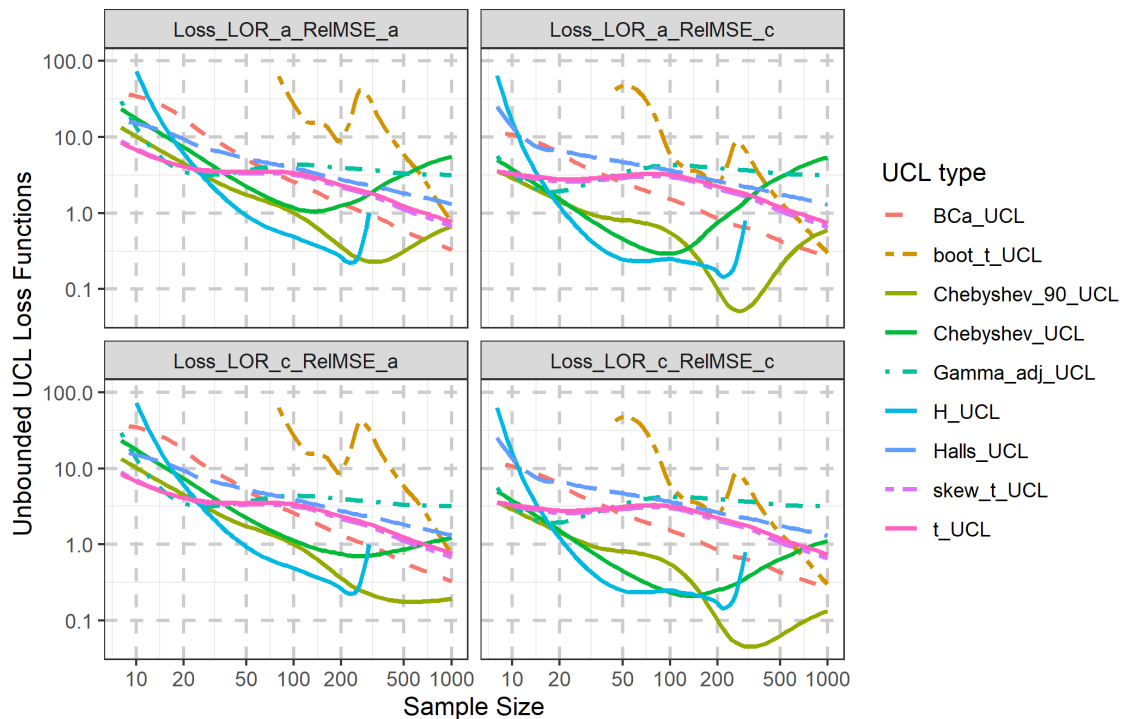 Loss_LOR_a_RelMSE_a
Loss_LOR_a_RelMSE_c
100.0
10.0
1.0
0.1
Loss_LOR_c_RelMSE_a
Loss_LOR_c_RelMSE_c
100.0
10.0
1.0
0.1
10 20 50 100 200 500 1000
10 20 50 100 200 500 1000
Sample Size
Unbounded UCL Loss Functions
UCL type
BCa_UCL
boot_t_UCL
Chebyshev_90_UCL
Chebyshev_UCL
Gamma_adj_UCL
H_UCL
Halls_UCL
skew_t_UCL
t_UCL